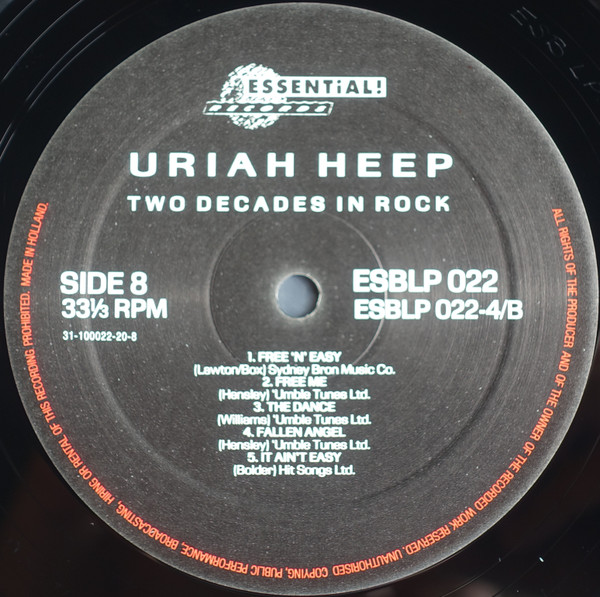 ESSENTiAL!
RECORDS
URIAH HEEP
TWO DECADES IN ROCK
SIDE 8
33⅓ RPM
31-100022-20-8
ESBLP 022
ESBLP 022-4/B
1. FREE 'N' EASY
(Lawton/Box) Sydney Bron Music Co.
2. FREE ME
(Hensley) 'Umble Tunes Ltd.
3. THE DANCE
(Williams) 'Umble Tunes Ltd.
4. FALLEN ANGEL
(Hensley) 'Umble Tunes Ltd.
5. IT AIN'T EASY
(Bolder) Hit Songs Ltd.
ALL RIGHTS OF THE PRODUCER AND OF THE OWNER OF THE RECORDED WORK RESERVED. UNAUTHORISED COPYING, PUBLIC PERFORMANCE, BROADCASTING, HIRING OR RENTAL OF THIS RECORDING PROHIBITED. MADE IN HOLLAND.